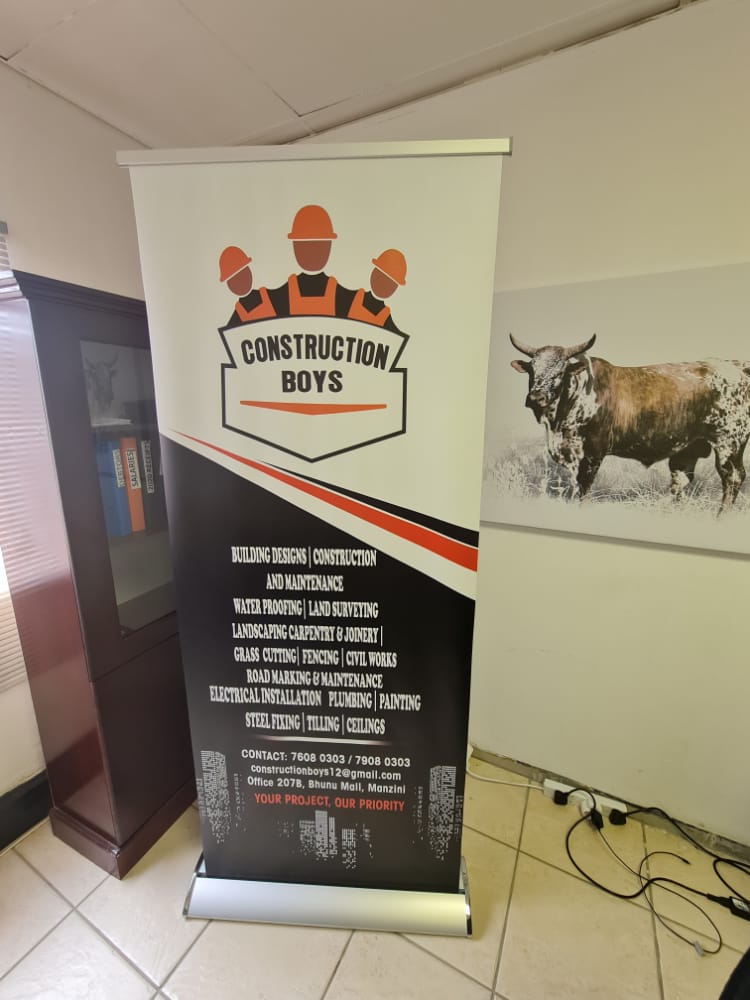 CONSTRUCTION
BOYS
BUILDING DESIGNS | CONSTRUCTION
AND MAINTENANCE
WATER PROOFING | LAND SURVEYING
LANDSCAPING CARPENTRY & JOINERY |
GRASS CUTTING | FENCING | CIVIL WORKS
ROAD MARKING & MAINTENANCE
ELECTRICAL INSTALLATION PLUMBING | PAINTING
STEEL FIXING | TILLING | CEILINGS
CONTACT: 7608 0303 / 7908 0303
constructionboys12@gmail.com
Office 207B, Bhunu Mall, Manzini
YOUR PROJECT, OUR PRIORITY
SALARIES